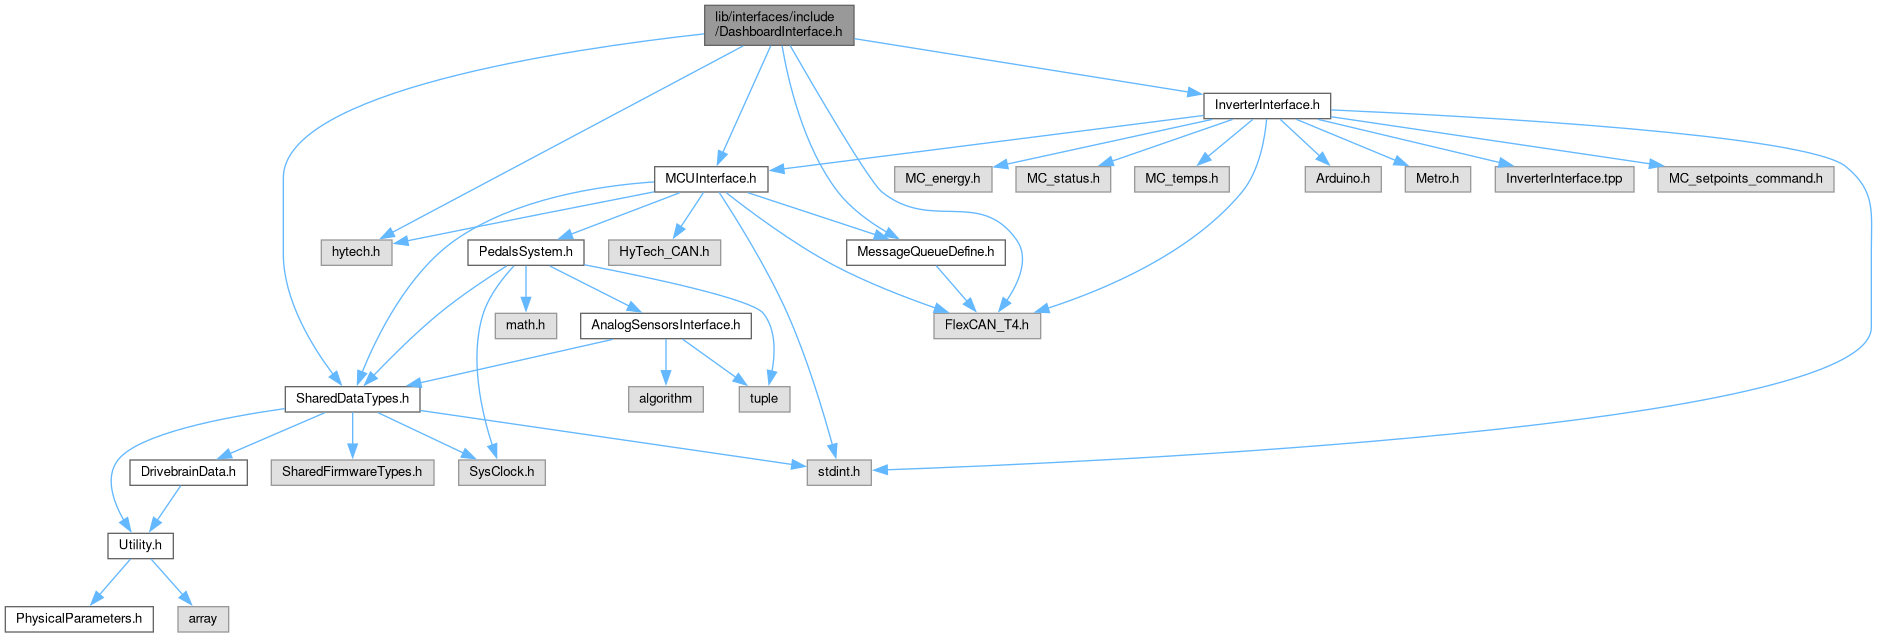 lib/interfaces/include
/DashboardInterface.h
InverterInterface.h
MCUInterface.h
MC_energy.h
MC_status.h
MC_temps.h
Arduino.h
Metro.h
InverterInterface.tpp
MC_setpoints_command.h
hytech.h
PedalsSystem.h
HyTech_CAN.h
MessageQueueDefine.h
math.h
AnalogSensorsInterface.h
FlexCAN_T4.h
SharedDataTypes.h
algorithm
tuple
DrivebrainData.h
SharedFirmwareTypes.h
SysClock.h
stdint.h
Utility.h
PhysicalParameters.h
array